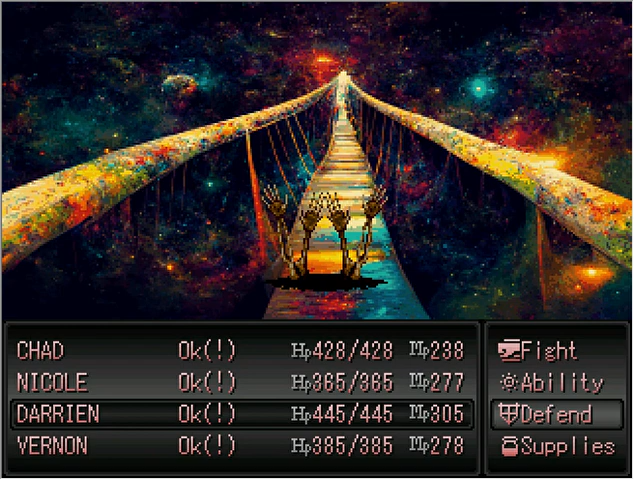 CHAD Ok(!) Hp428/428 Mp238 Fight
NICOLE Ok(!) Hp365/365 Mp277 Ability
DARRIEN Ok(!) Hp445/445 Mp305 Defend
VERNON Ok(!) Hp385/385 Mp278 Supplies